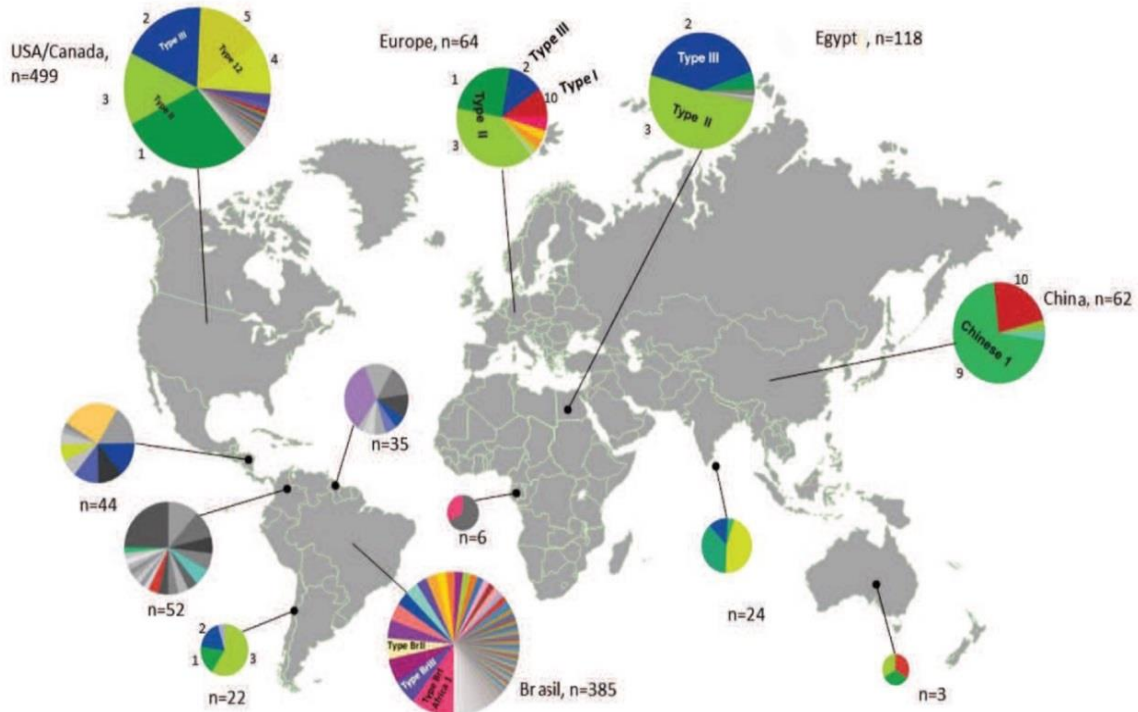 USA/Canada,
n=499
2
5
Type III
Type 12
4
3
Type II
1
Europe, n=64
1
2
Type III
10
Type I
Type II
3
2
Type III
Type II
3
Egypt , n=118
10
China, n=62
Chinese 1
9
n=35
n=44
n=52
2
1
3
n=22
n=6
Type BrII
Type BrIII
Type BrI
Africa 1
Brasil, n=385
n=24
n=3